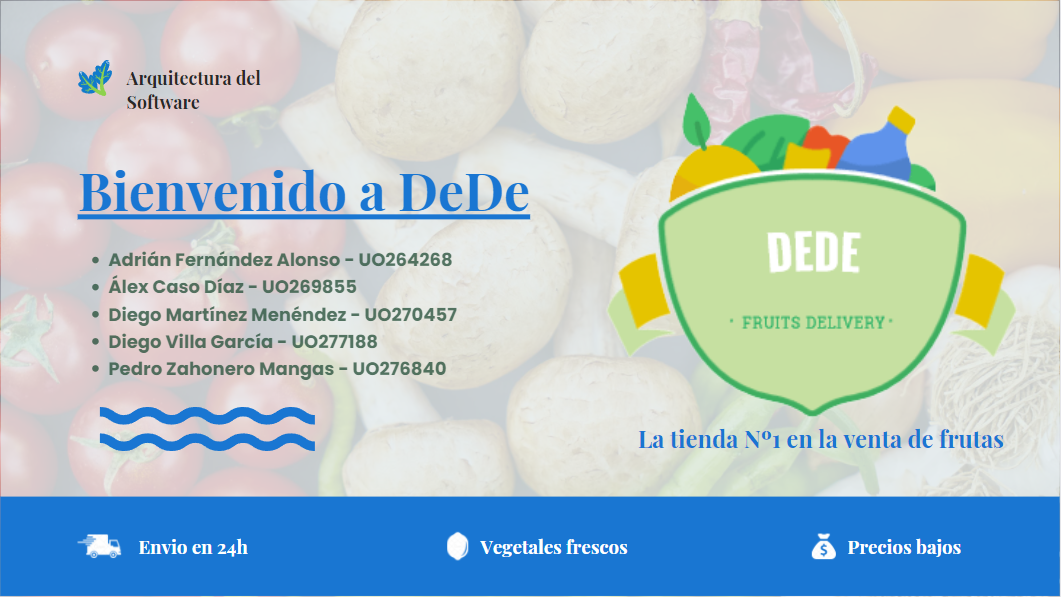 Arquitectura del
Software
Bienvenido a DeDe
• Adrián Fernández Alonso - UO264268
• Álex Caso Díaz - UO269855
• Diego Martínez Menéndez - UO270457
• Diego Villa García - UO277188
• Pedro Zahonero Mangas - UO276840
DEDE
· FRUITS DELIVERY ·
La tienda Nº1 en la venta de frutas
Envio en 24h
Vegetales frescos
Precios bajos